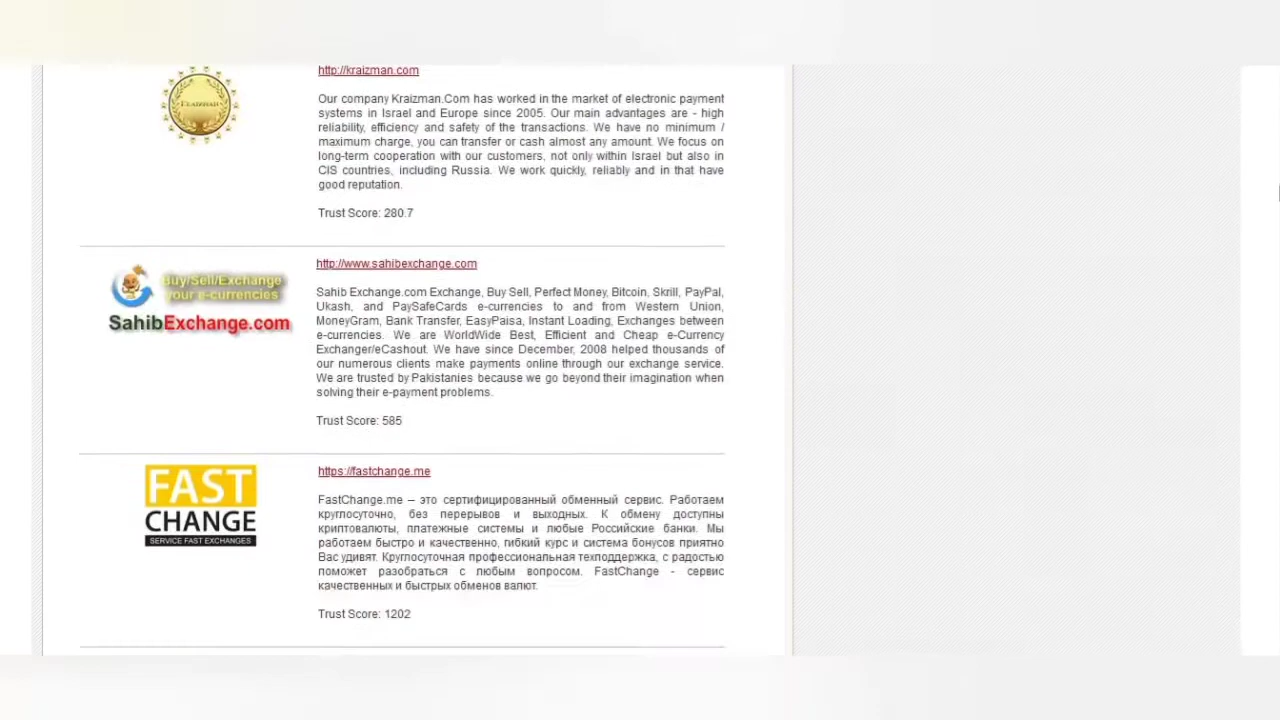 http://kraizman.com
KRAIZMAN
Our company Kraizman.Com has worked in the market of electronic payment
systems in Israel and Europe since 2005. Our main advantages are - high
reliability, efficiency and safety of the transactions. We have no minimum /
maximum charge, you can transfer or cash almost any amount. We focus on
long-term cooperation with our customers, not only within Israel but also in
CIS countries, including Russia. We work quickly, reliably and in that have
good reputation.
Trust Score: 280.7
http://www.sahibexchange.com
Buy/Sell/Exchange
your e-currencies
SahibExchange.com
Sahib Exchange.com Exchange, Buy Sell, Perfect Money, Bitcoin, Skrill, PayPal,
Ukash, and PaySafeCards e-currencies to and from Western Union,
MoneyGram, Bank Transfer, EasyPaisa, Instant Loading, Exchanges between
e-currencies. We are WorldWide Best, Efficient and Cheap e-Currency
Exchanger/eCashout. We have since December, 2008 helped thousands of
our numerous clients make payments online through our exchange service.
We are trusted by Pakistanies because we go beyond their imagination when
solving their e-payment problems.
Trust Score: 585
FAST
CHANGE
SERVICE FAST EXCHANGES
https://fastchange.me
FastChange.me – это сертифицированный обменный сервис. Работаем
круглосуточно, без перерывов и выходных. К обмену доступны
криптовалюты, платежные системы и любые Российские банки. Мы
работаем быстро и качественно, гибкий курс и система бонусов приятно
Вас удивят. Круглосуточная профессиональная техподдержка, с радостью
поможет разобраться с любым вопросом. FastChange - сервис
качественных и быстрых обменов валют.
Trust Score: 1202